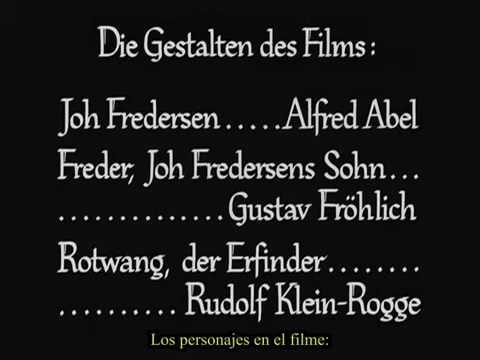 Die Gestalten des Films:
Joh Fredersen.....Alfred Abel
Freder, Joh Fredersens Sohn...
...............Gustav Fröhlich
Rotwang, der Erfinder........
.......... Rudolf Klein-Rogge
Los personajes en el filme: